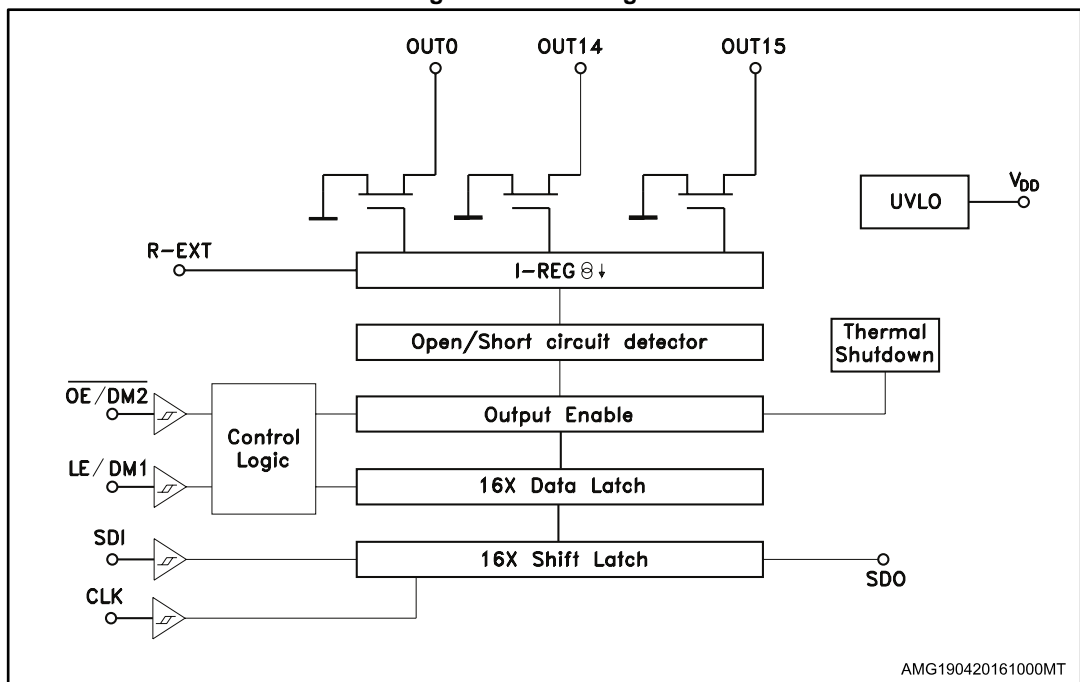 OUT0
OUT14
OUT15
UVLO
VDD
R-EXT
I-REG
Open/Short circuit detector
Thermal
Shutdown
OE/DM2
Output Enable
Control
Logic
LE/DM1
16X Data Latch
SDI
16X Shift Latch
SDO
CLK
AMG190420161000MT